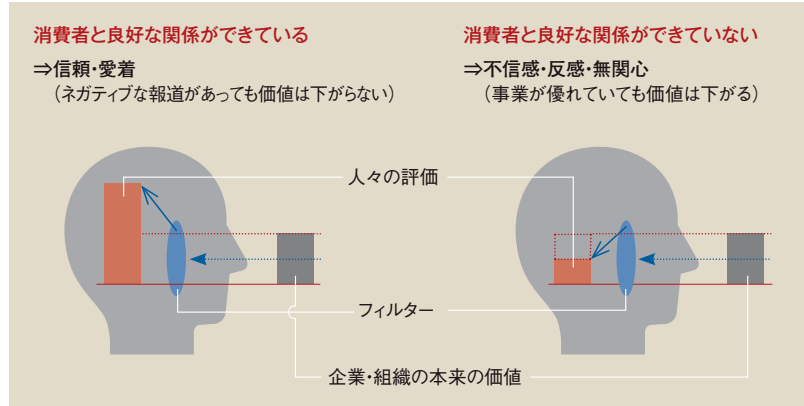 消費者と良好な関係ができている
⇒信頼・愛着
（ネガティブな報道があっても価値は下がらない）
消費者と良好な関係ができていない
⇒不信感・反感・無関心
（事業が優れていても価値は下がる）
人々の評価
フィルター
企業・組織の本来の価値